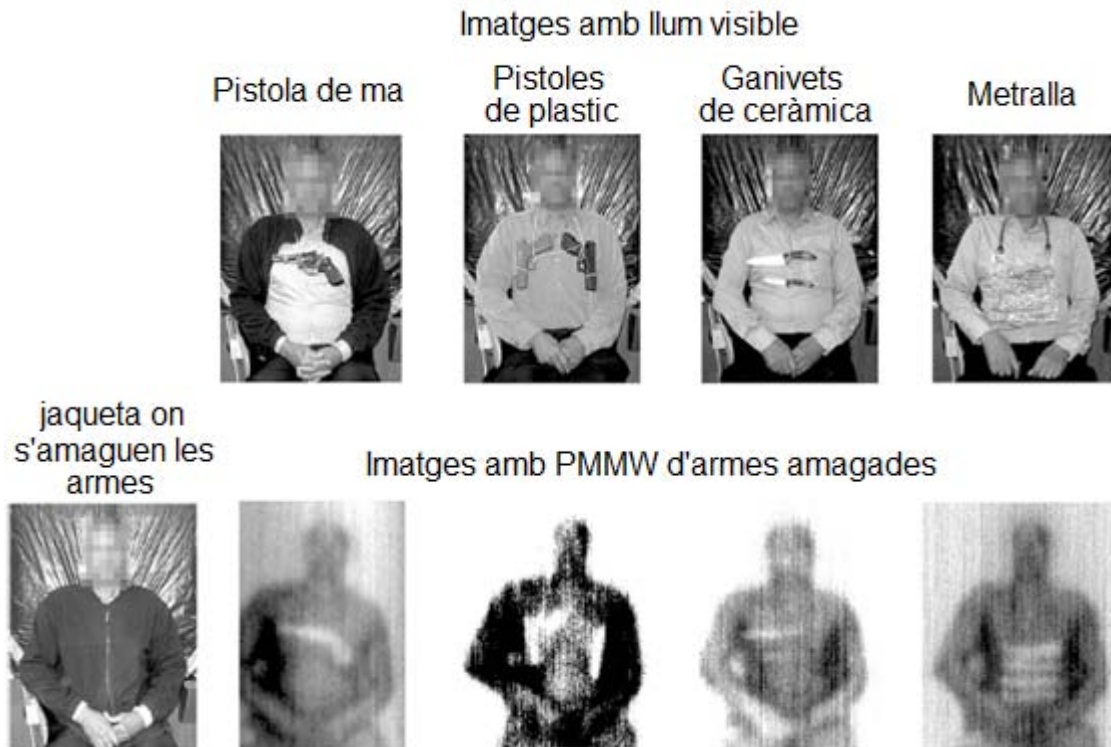 Imatges amb llum visible
Pistola de ma
Pistoles
de plastic
Ganivets
de ceràmica
Metralla
jaqueta on
s'amaguen les
armes
Imatges amb PMMW d'armes amagades